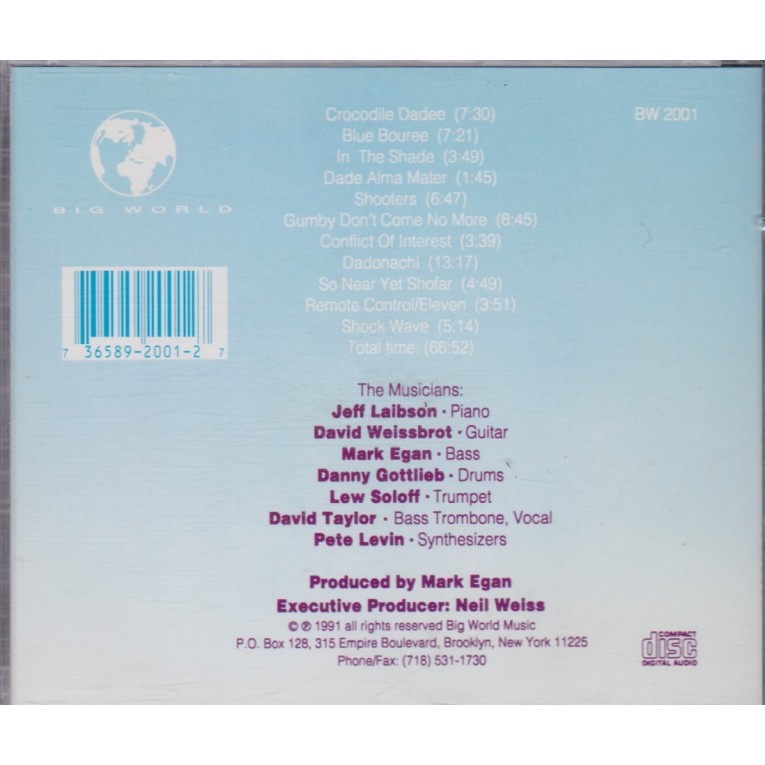 BIG WORLD
7 36589-2001-2 7
Crocodile Dadee (7:30)
Blue Bouree (7:21)
In The Shade (3:49)
Dade Alma Mater (1:45)
Shooters (6:47)
Gumby Don't Come No More (8:45)
Conflict Of Interest (3:39)
Dadonachi (13:17)
So Near Yet Shofar (4:49)
Remote Control/Eleven (3:51)
Shock Wave (5:14)
Total time: (66:52)
BW 2001
The Musicians:
Jeff Laibson · Piano
David Weissbrot · Guitar
Mark Egan · Bass
Danny Gottlieb · Drums
Lew Soloff · Trumpet
David Taylor · Bass Trombone, Vocal
Pete Levin · Synthesizers
Produced by Mark Egan
Executive Producer: Neil Weiss
© ℗ 1991 all rights reserved Big World Music
P.O. Box 128, 315 Empire Boulevard, Brooklyn, New York 11225
Phone/Fax: (718) 531-1730
COMPACT
disc
DIGITAL AUDIO